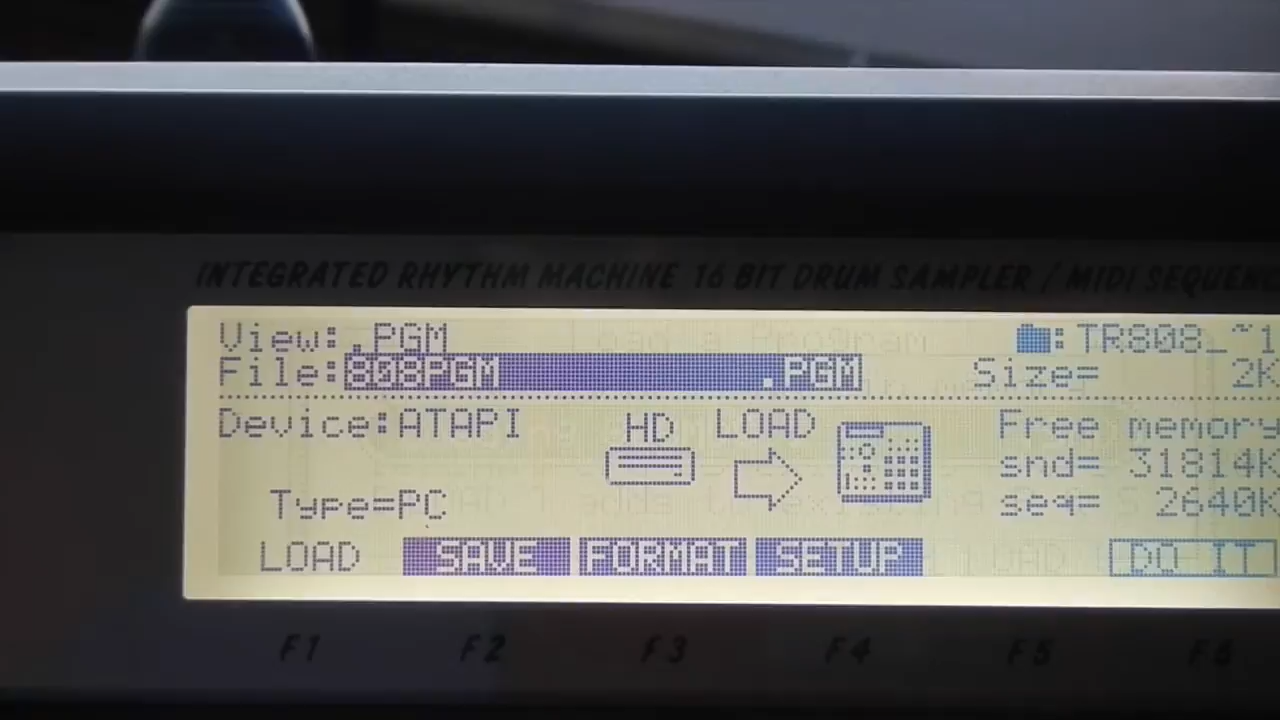 INTEGRATED RHYTHM MACHINE 16 BIT DRUM SAMPLER / MIDI SEQUENC
View:.PGM :TR808_~1
File:808PGM .PGM Size= 2K
Device:ATAPI HD LOAD Free memory
snd= 31814K
Type=PC seq= 2640K
LOAD SAVE FORMAT SETUP DO IT
F1 F2 F3 F4 F5 F6